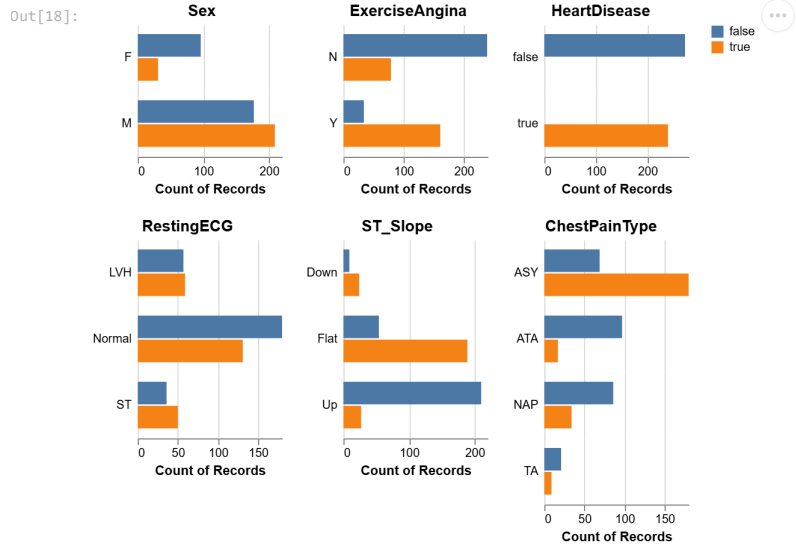 Out[18]:
Sex
F
M
0 100 200
Count of Records
ExerciseAngina
N
Y
0 100 200
Count of Records
HeartDisease
false
true
0 100 200
Count of Records
false
true
RestingECG
LVH
Normal
ST
0 50 100 150
Count of Records
ST_Slope
Down
Flat
Up
0 100 200
Count of Records
ChestPainType
ASY
ATA
NAP
TA
0 50 100 150
Count of Records